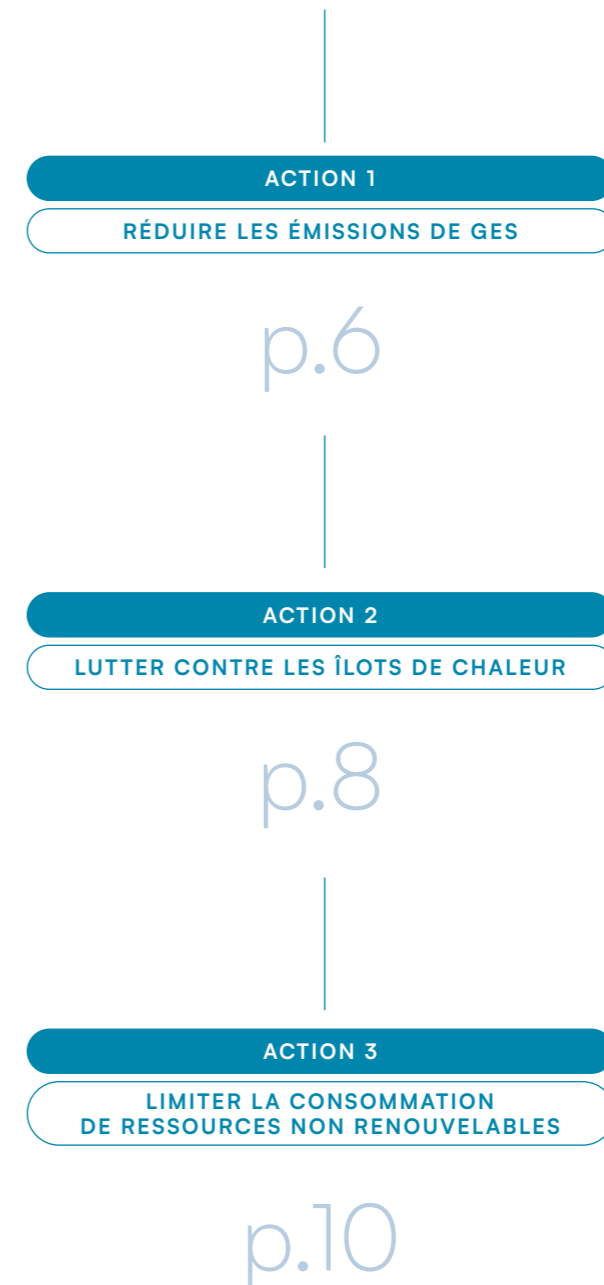 ACTION 1
RÉDUIRE LES ÉMISSIONS DE GES
p.6
ACTION 2
LUTTER CONTRE LES ÎLOTS DE CHALEUR
p.8
ACTION 3
LIMITER LA CONSOMMATION
DE RESSOURCES NON RENOUVELABLES
p.10